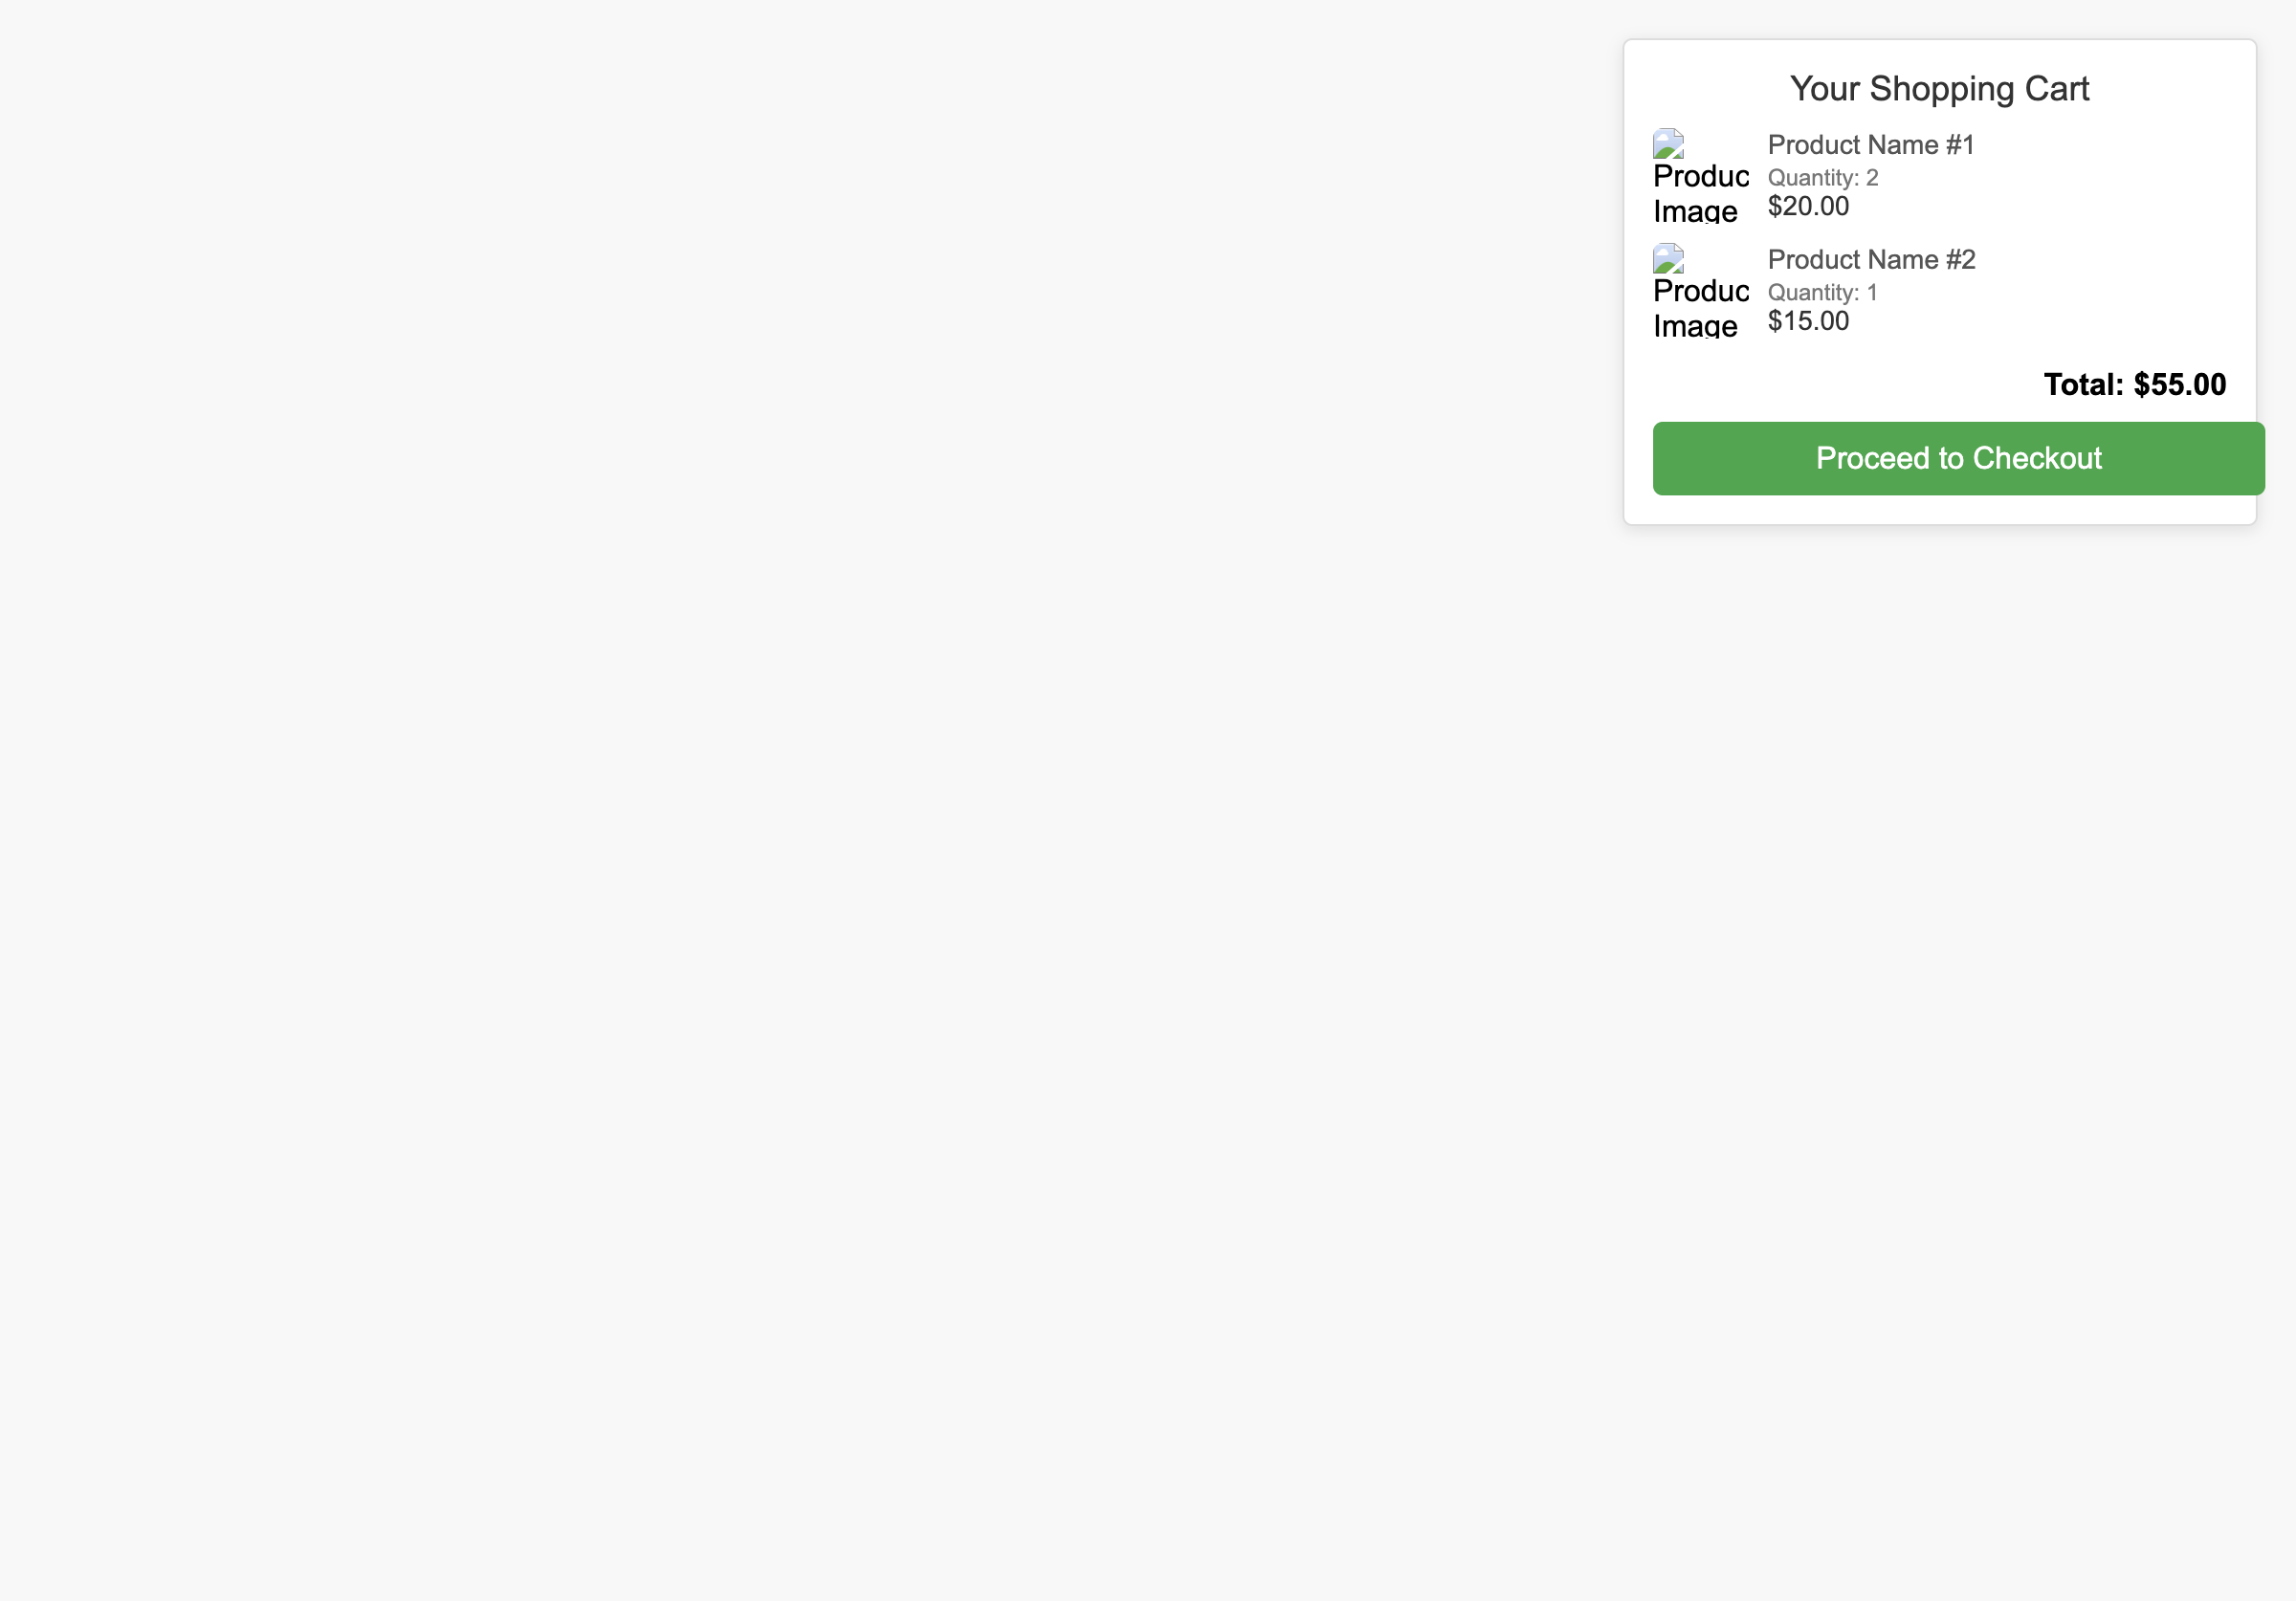 Your Shopping Cart
Produc
Image
Product Name #1
Quantity: 2
$20.00
Produc
Image
Product Name #2
Quantity: 1
$15.00
Total: $55.00
Proceed to Checkout